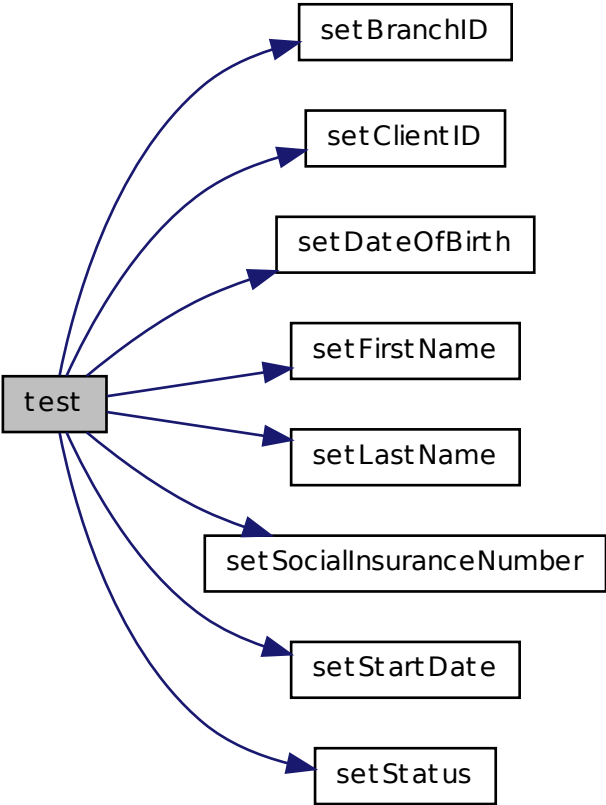 setBranchID
setClientID
setDateOfBirth
setFirstName
test
setLastName
setSocialInsuranceNumber
setStartDate
setStatus